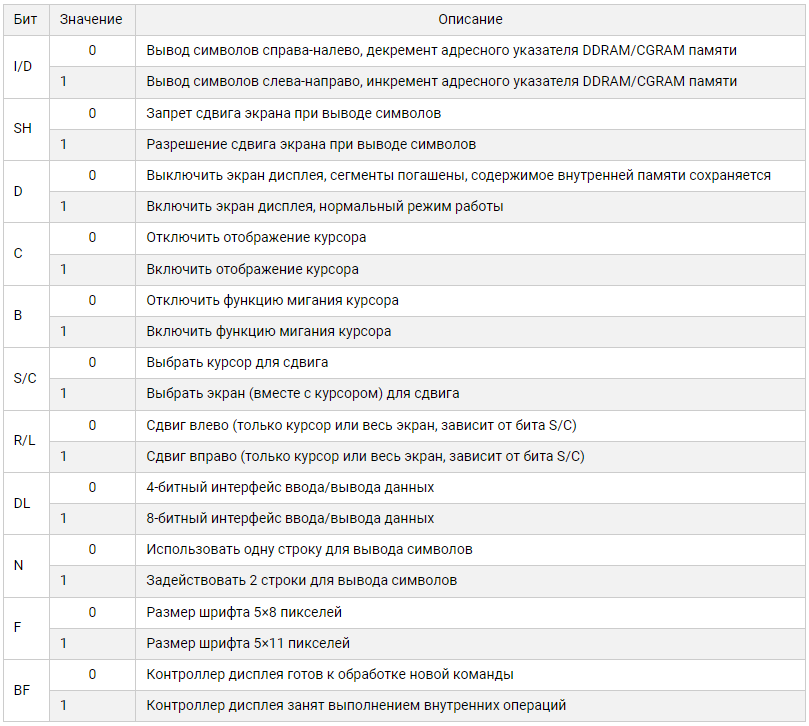 Бит Значение Описание
I/D 0 Вывод символов справа-налево, декремент адресного указателя DDRAM/CGRAM памяти
1 Вывод символов слева-направо, инкремент адресного указателя DDRAM/CGRAM памяти
SH 0 Запрет сдвига экрана при выводе символов
1 Разрешение сдвига экрана при выводе символов
D 0 Выключить экран дисплея, сегменты погашены, содержимое внутренней памяти сохраняется
1 Включить экран дисплея, нормальный режим работы
C 0 Отключить отображение курсора
1 Включить отображение курсора
B 0 Отключить функцию мигания курсора
1 Включить функцию мигания курсора
S/C 0 Выбрать курсор для сдвига
1 Выбрать экран (вместе с курсором) для сдвига
R/L 0 Сдвиг влево (только курсор или весь экран, зависит от бита S/C)
1 Сдвиг вправо (только курсор или весь экран, зависит от бита S/C)
DL 0 4-битный интерфейс ввода/вывода данных
1 8-битный интерфейс ввода/вывода данных
N 0 Использовать одну строку для вывода символов
1 Задействовать 2 строки для вывода символов
F 0 Размер шрифта 5×8 пикселей
1 Размер шрифта 5×11 пикселей
BF 0 Контроллер дисплея готов к обработке новой команды
1 Контроллер дисплея занят выполнением внутренних операций